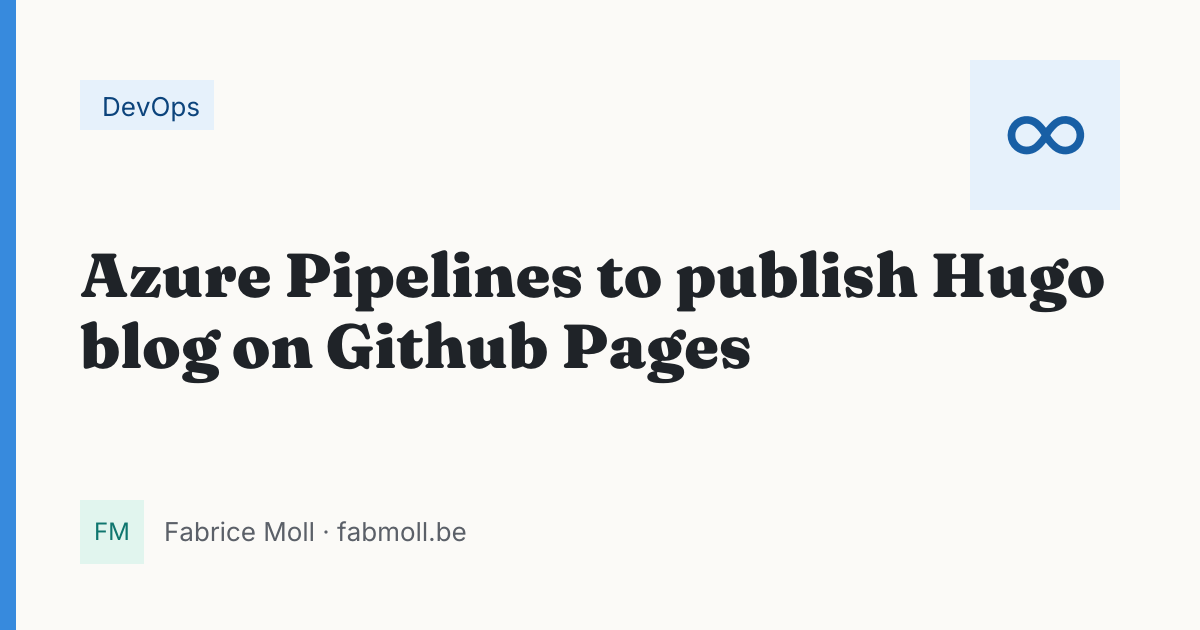 DevOps
Azure Pipelines to publish Hugo
blog on Github Pages
FM
Fabrice Moll · fabmoll.be